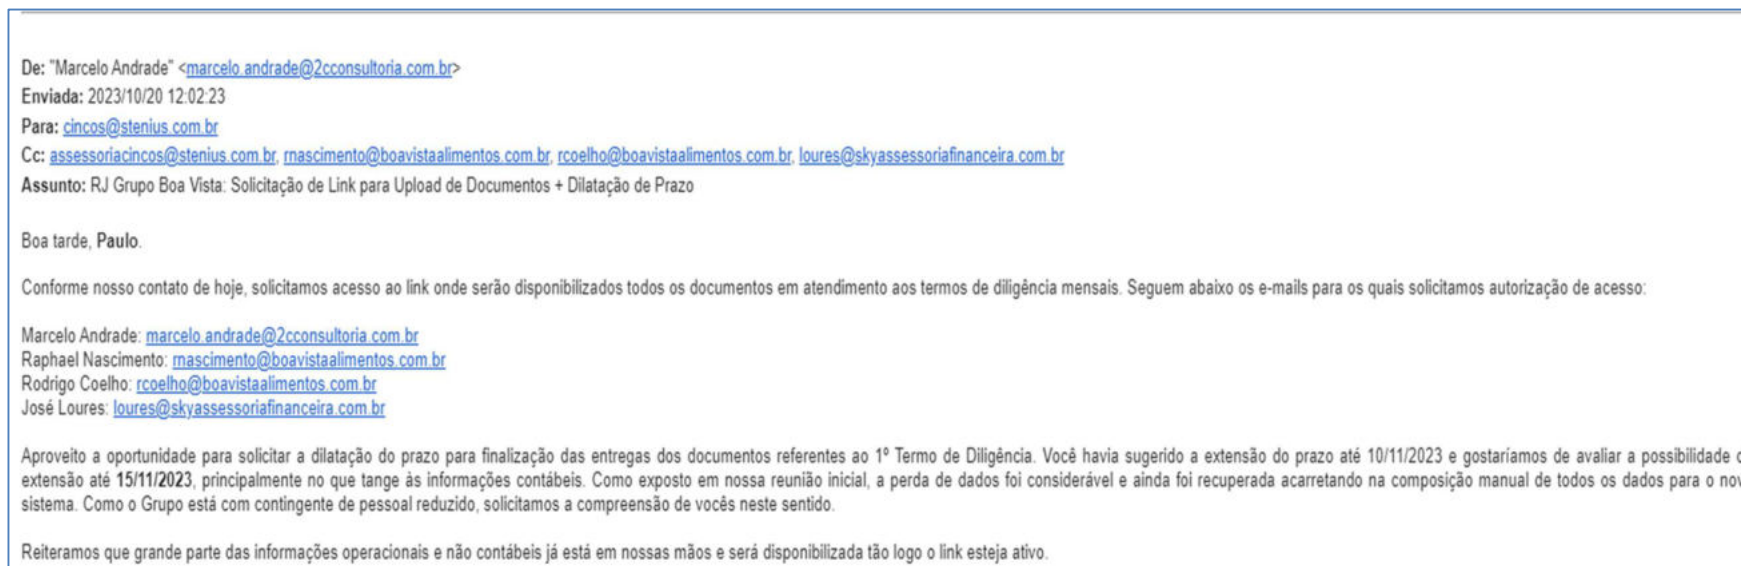 De: "Marcelo Andrade" <marcelo.andrade@2cconsultoria.com.br>
Enviada: 2023/10/20 12:02:23
Para: cincos@stenius.com.br
Cc: assessoriacincos@stenius.com.br, rnascimento@boavistaalimentos.com.br, rcoelho@boavistaalimentos.com.br, loures@skyassessoriafinanceira.com.br
Assunto: RJ Grupo Boa Vista: Solicitação de Link para Upload de Documentos + Dilatação de Prazo
Boa tarde, Paulo.
Conforme nosso contato de hoje, solicitamos acesso ao link onde serão disponibilizados todos os documentos em atendimento aos termos de diligência mensais. Seguem abaixo os e-mails para os quais solicitamos autorização de acesso:
Marcelo Andrade: marcelo.andrade@2cconsultoria.com.br
Raphael Nascimento: rnascimento@boavistaalimentos.com.br
Rodrigo Coelho: rcoelho@boavistaalimentos.com.br
José Loures: loures@skyassessoriafinanceira.com.br
Aproveito a oportunidade para solicitar a dilatação do prazo para finalização das entregas dos documentos referentes ao 1º Termo de Diligência. Você havia sugerido a extensão do prazo até 10/11/2023 e gostaríamos de avaliar a possibilidade
extensão até 15/11/2023, principalmente no que tange às informações contábeis. Como exposto em nossa reunião inicial, a perda de dados foi considerável e ainda foi recuperada acarretando na composição manual de todos os dados para o
sistema. Como o Grupo está com contingente de pessoal reduzido, solicitamos a compreensão de vocês neste sentido.
Reiteramos que grande parte das informações operacionais e não contábeis já está em nossas mãos e será disponibilizada tão logo o link esteja ativo.